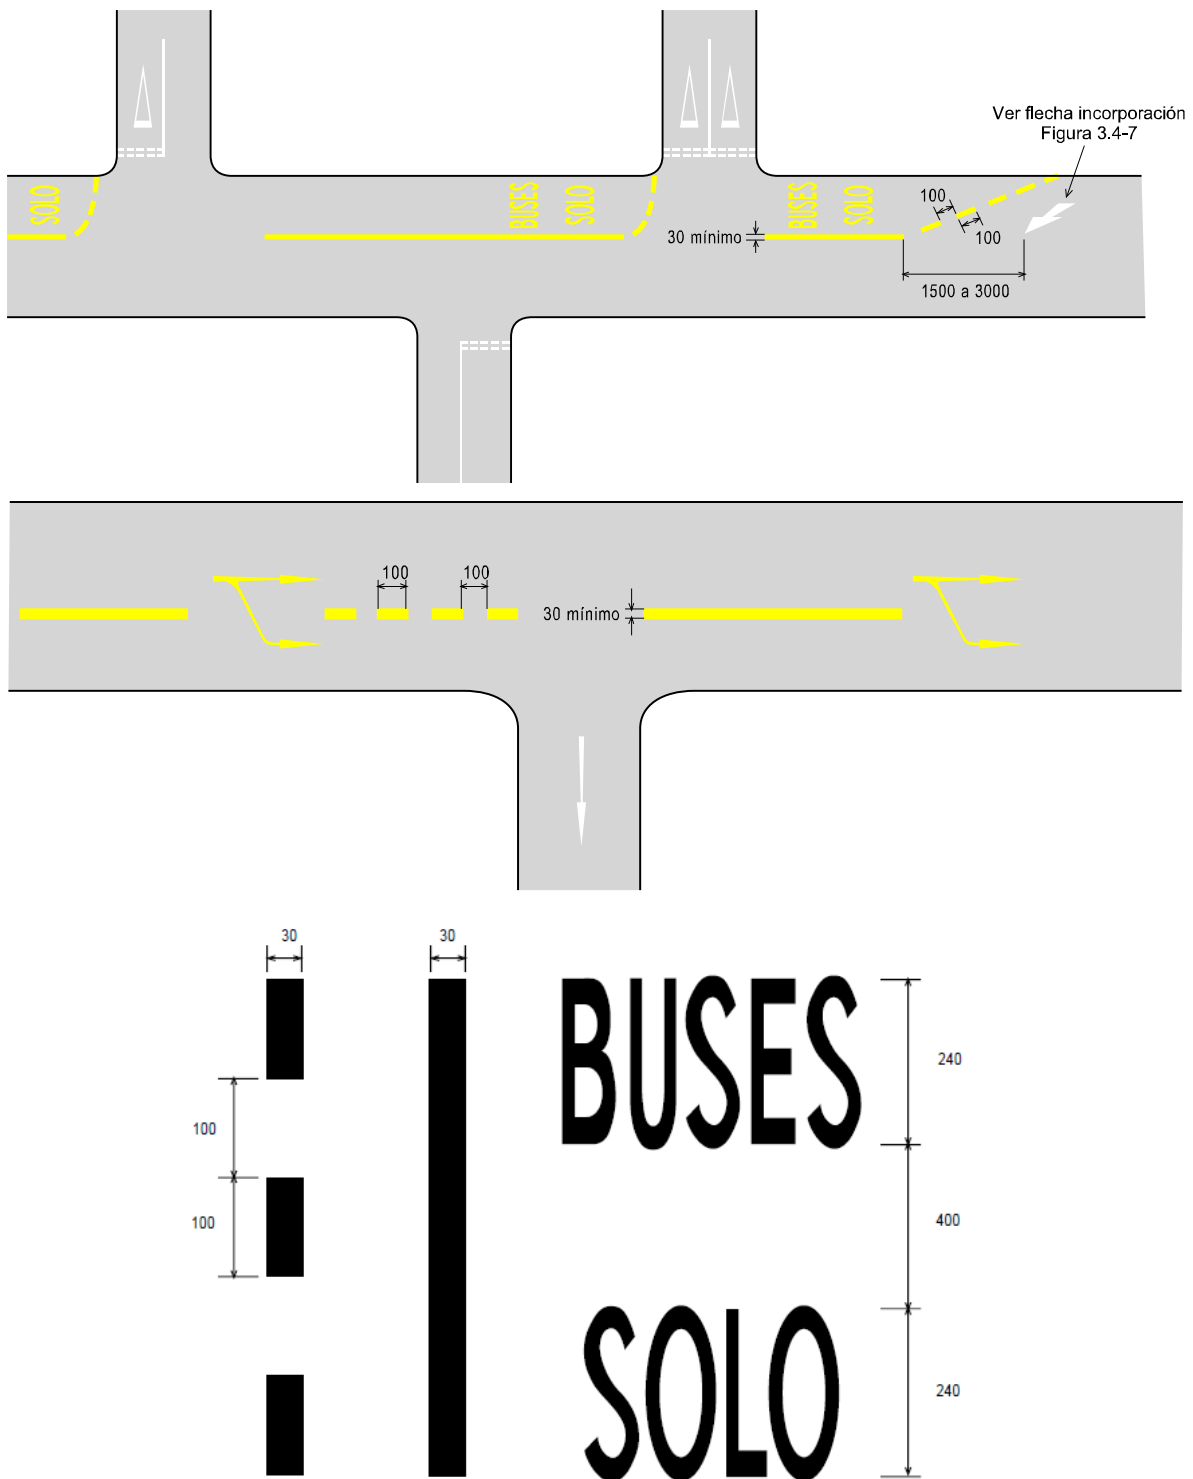 Ver flecha incorporación
Figura 3.4-7
SOLO
BUSES
SOLO
BUSES
SOLO
100
100
30 mínimo
1500 a 3000
100
100
30 mínimo
30
30
BUSES
240
100
100
400
SOLO
240